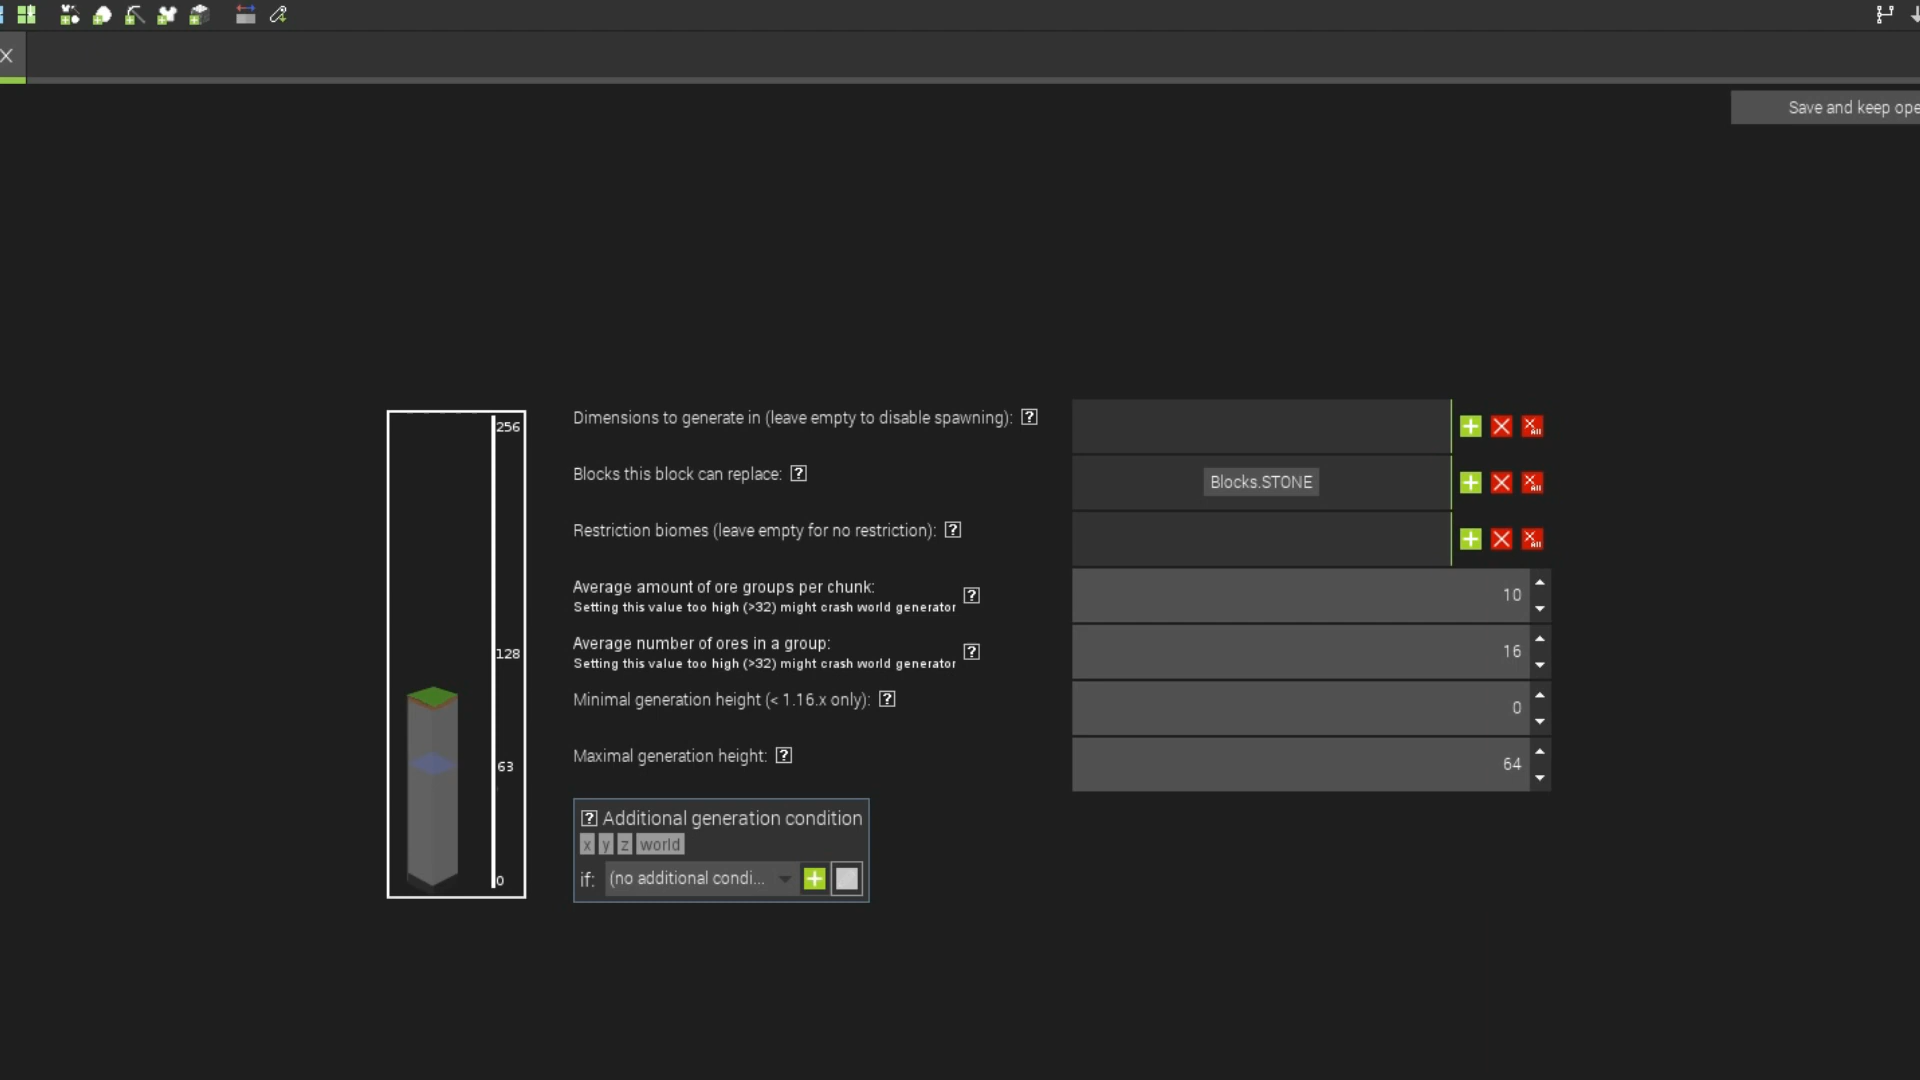 Save and keep ope
256
128
63
0
Dimensions to generate in (leave empty to disable spawning): ?
Blocks this block can replace: ?
Blocks.STONE
Restriction biomes (leave empty for no restriction): ?
Average amount of ore groups per chunk:
Setting this value too high (>32) might crash world generator ?
10
Average number of ores in a group:
Setting this value too high (>32) might crash world generator ?
16
Minimal generation height (< 1.16.x only): ?
0
Maximal generation height: ?
64
? Additional generation condition
x y z world
if: (no additional condi...